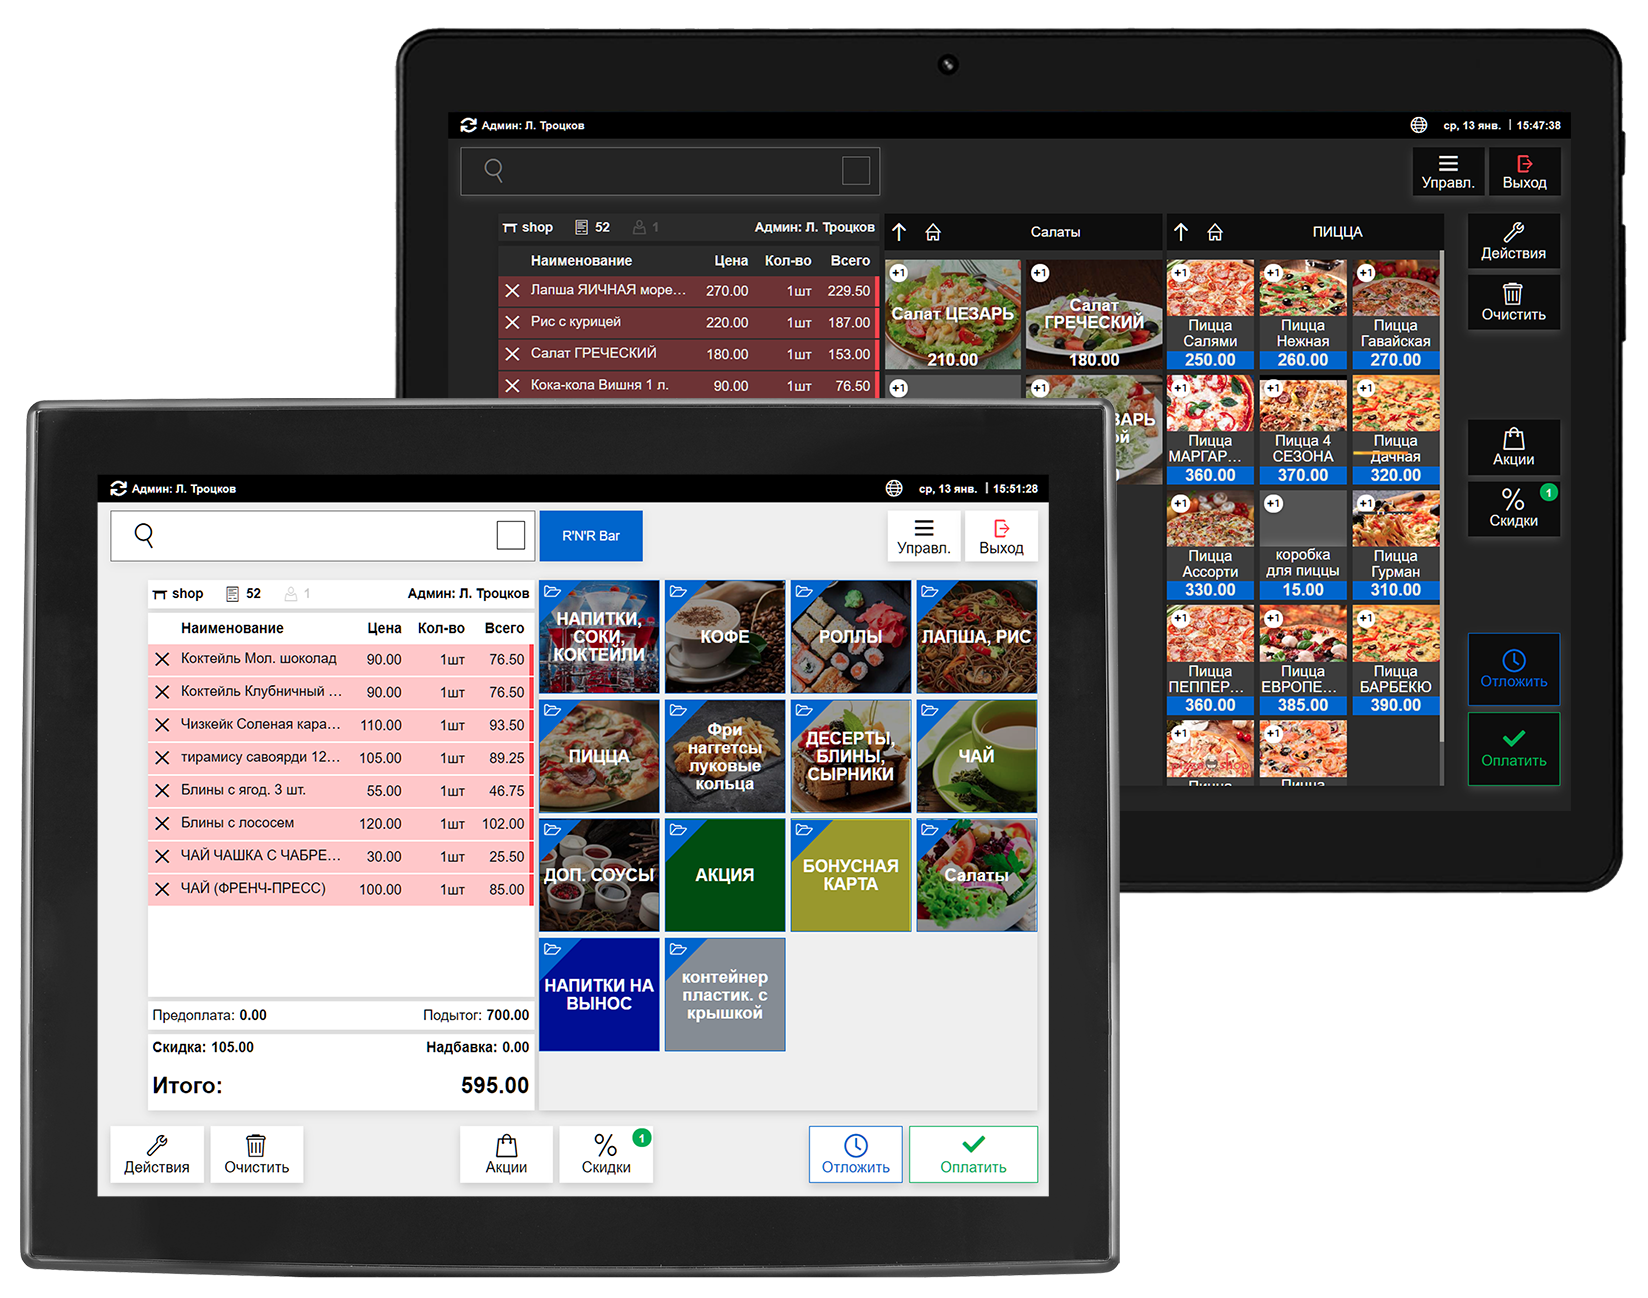 Админ: Л. Троцков
ср, 13 янв. | 15:47:38
Управл.
Выход
shop 52 1 Админ: Л. Троцков
Наименование Цена Кол-во Всего
Лапша ЯИЧНАЯ море... 270.00 1шт 229.50
Рис с курицей 220.00 1шт 187.00
Салат ГРЕЧЕСКИЙ 180.00 1шт 153.00
Кока-кола Вишня 1 л. 90.00 1шт 76.50
Салаты
+1
Салат ЦЕЗАРЬ
210.00
+1
Салат
ГРЕЧЕСКИЙ
180.00
+1
+1
ПИЦЦА
+1
Пицца
Салями
250.00
+1
Пицца
Нежная
260.00
+1
Пицца
Гавайская
270.00
+1
Пицца
МАРГАР...
360.00
+1
Пицца 4
СЕЗОНА
370.00
+1
Пицца
Дачная
320.00
+1
Пицца
Ассорти
330.00
+1
коробка
для пиццы
15.00
+1
Пицца
Гурман
310.00
+1
Пицца
ПЕППЕР...
360.00
+1
Пицца
ЕВРОПЕ...
385.00
+1
Пицца
БАРБЕКЮ
390.00
+1
Пицца
+1
Пицца
Действия
Очистить
Акции
1
Скидки
Отложить
Оплатить
Админ: Л. Троцков
ср, 13 янв. | 15:51:28
R'N'R Bar
Управл.
Выход
shop 52 1 Админ: Л. Троцков
Наименование Цена Кол-во Всего
Коктейль Мол. шоколад 90.00 1шт 76.50
Коктейль Клубничный ... 90.00 1шт 76.50
Чизкейк Соленая кара... 110.00 1шт 93.50
тирамису савоярди 12... 105.00 1шт 89.25
Блины с ягод. 3 шт. 55.00 1шт 46.75
Блины с лососем 120.00 1шт 102.00
ЧАЙ ЧАШКА С ЧАБРЕ... 30.00 1шт 25.50
ЧАЙ (ФРЕНЧ-ПРЕСС) 100.00 1шт 85.00
Предоплата: 0.00 Подытог: 700.00
Скидка: 105.00 Надбавка: 0.00
Итого: 595.00
НАПИТКИ,
СОКИ,
КОКТЕЙЛИ
КОФЕ
РОЛЛЫ
ЛАПША, РИС
ПИЦЦА
Фри
наггетсы
луковые
кольца
ДЕСЕРТЫ,
БЛИНЫ,
СЫРНИКИ
ЧАЙ
ДОП. СОУСЫ
АКЦИЯ
БОНУСНАЯ
КАРТА
Салаты
НАПИТКИ НА
ВЫНОС
контейнер
пластик. с
крышкой
Действия
Очистить
Акции
1
Скидки
Отложить
Оплатить